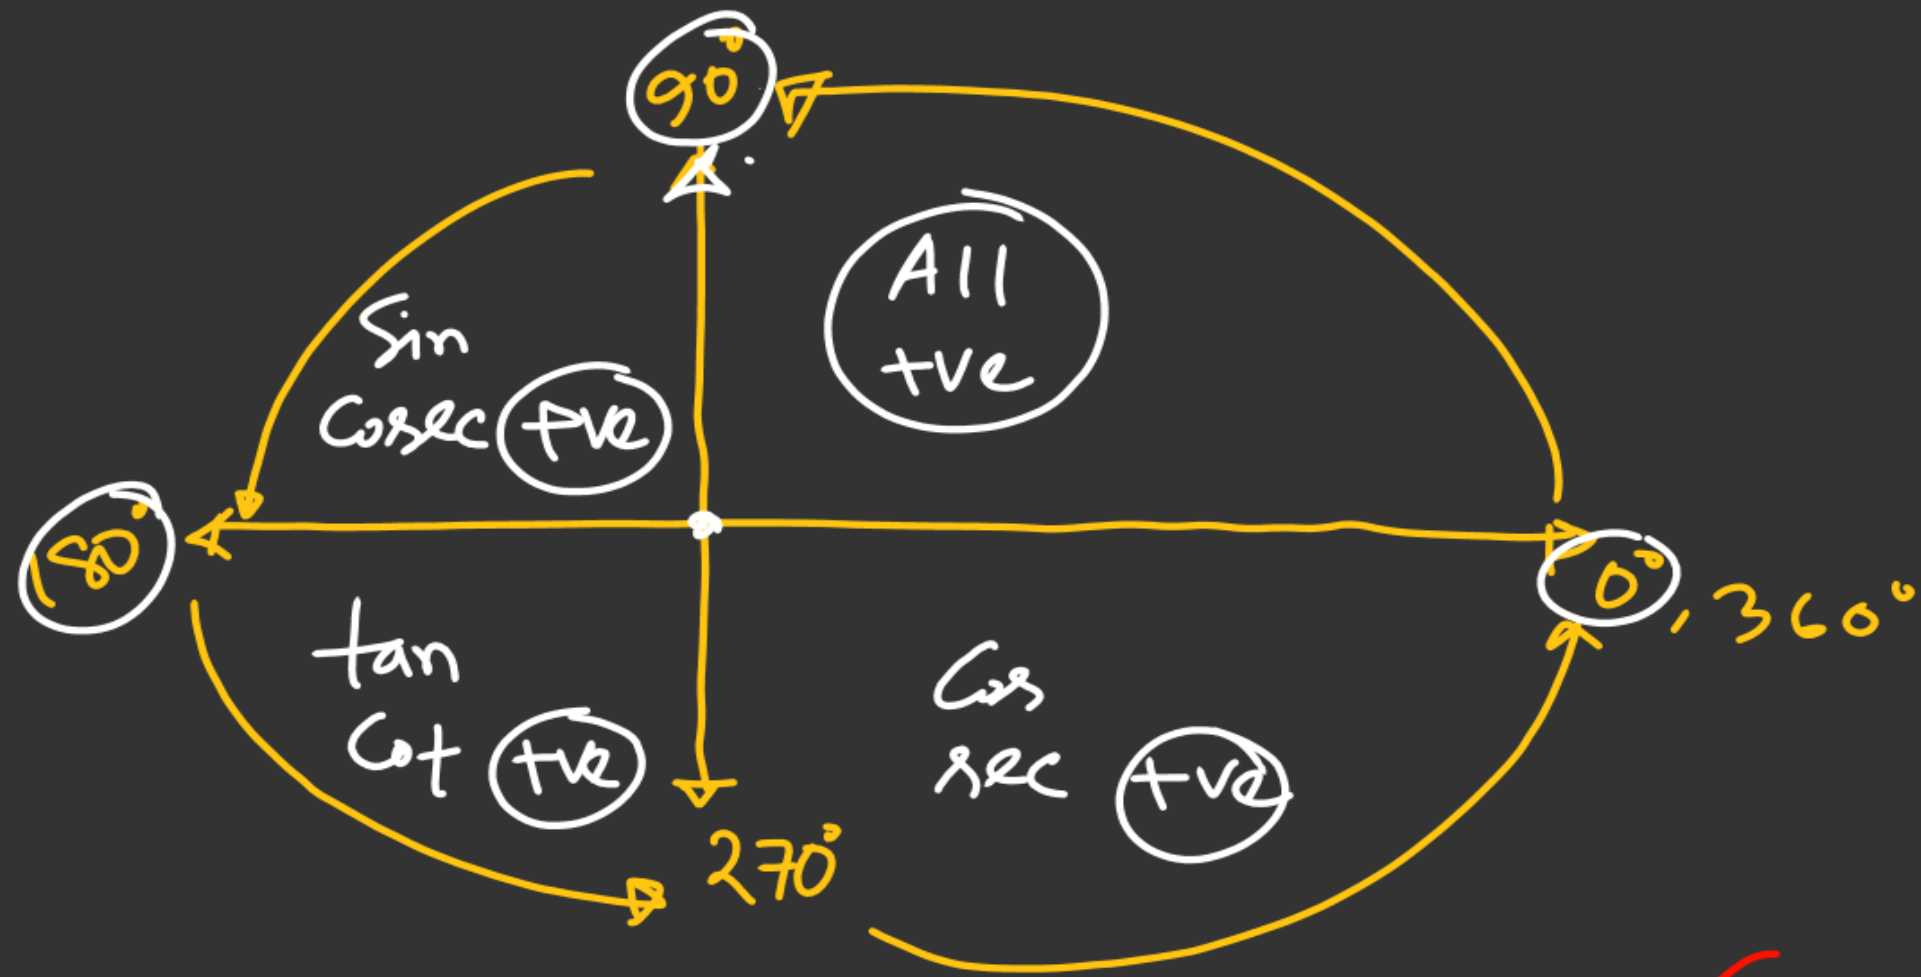 90°
All
+ve
Sin
Cosec +ve
180°
0°, 360°
tan
Cot +ve
Cos
sec +ve
270°